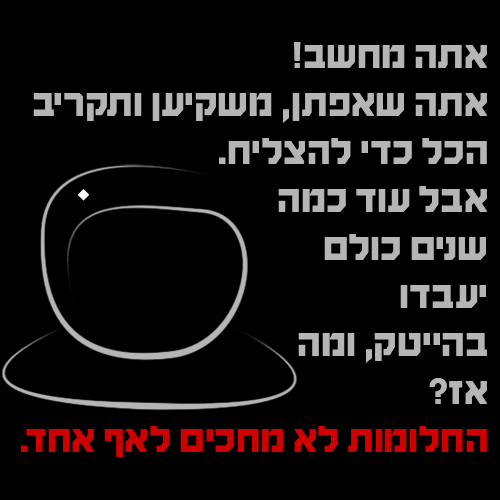 אתה מחשב!
אתה שאפתן, משקיען ותקריב
הכל כדי להצליח.
אבל עוד כמה
שנים כולם
יעבדו
בהייטק, ומה
אז?
החלומות לא מחכים לאף אחד.